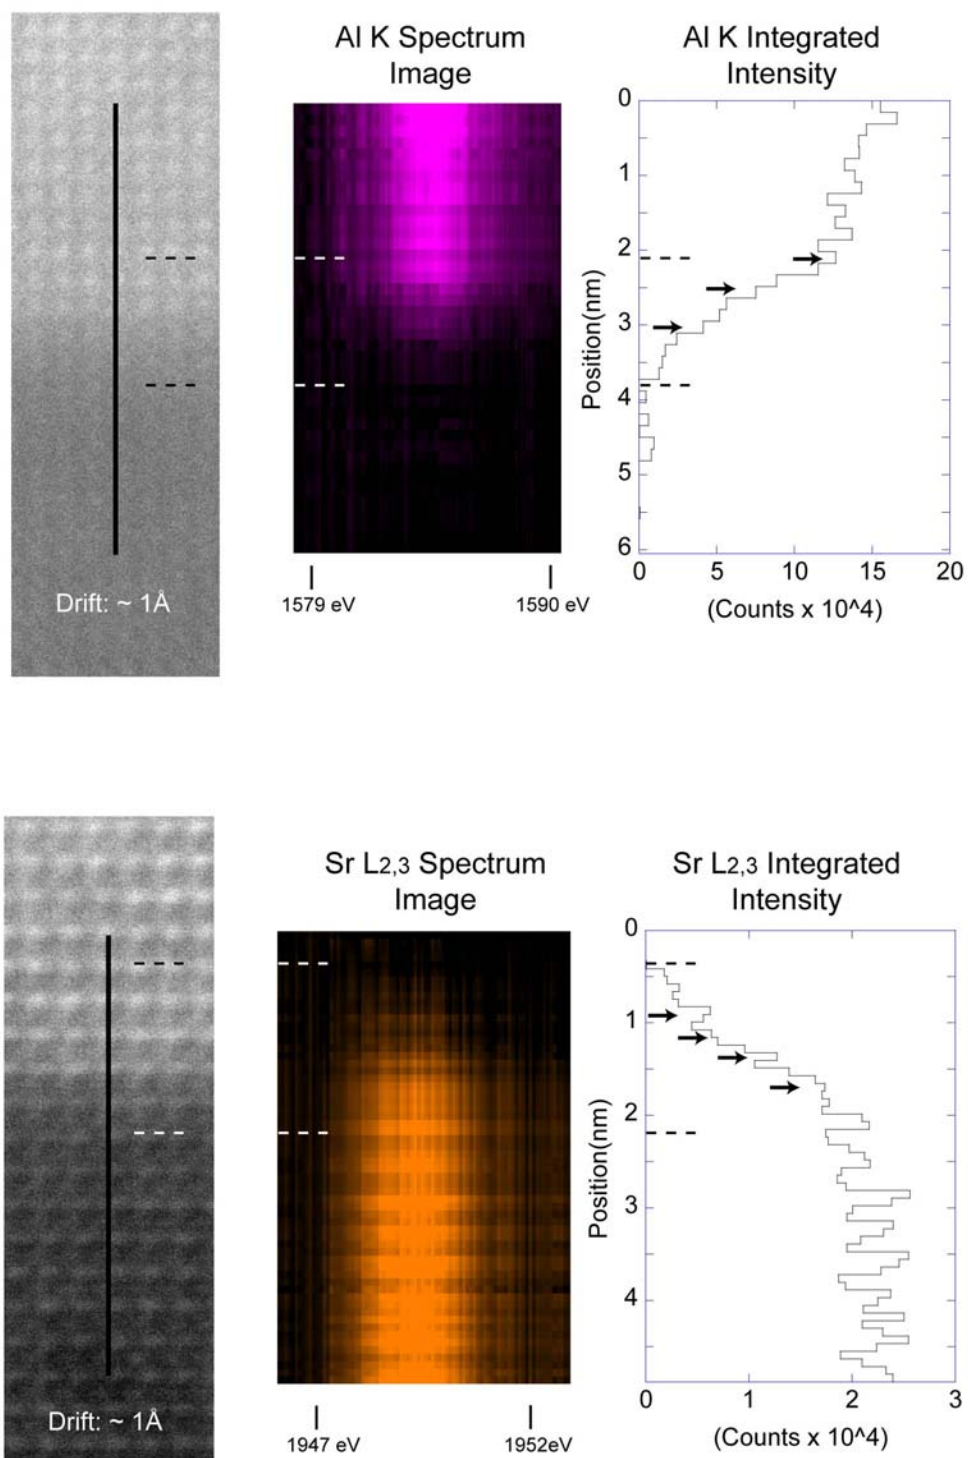 Al K Spectrum
Image
Al K Integrated
Intensity
0
1
2
3
4
5
6
Position(nm)
0 5 10 15 20
(Counts x 10^4)
1579 eV 1590 eV
Drift: ~ 1Å
Sr L2,3 Spectrum
Image
Sr L2,3 Integrated
Intensity
0
1
2
3
4
Position(nm)
0 1 2 3
(Counts x 10^4)
1947 eV 1952eV
Drift: ~ 1Å